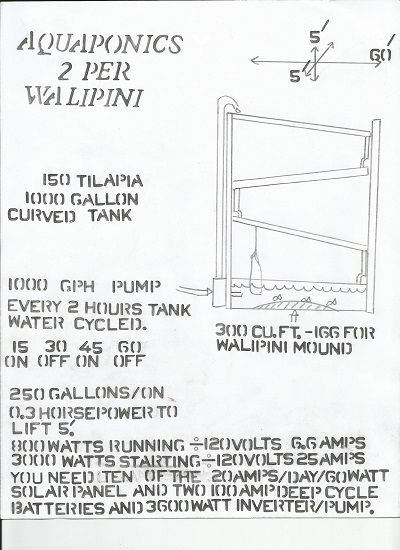 AQUAPONICS
2 PER
WALIPINI
5'
60'
5'
150 TILAPIA
1000 GALLON
CURVED TANK
1000 GPH PUMP
EVERY 2 HOURS TANK
WATER CYCLED.
15 30 45 60
ON OFF ON OFF
300 CU.FT. -166 FOR
WALIPINI MOUND
250 GALLONS/ON
0.3 HORSEPOWER TO
LIFT 5'.
800 WATTS RUNNING ÷120VOLTS 6.6 AMPS
3000 WATTS STARTING÷120VOLTS 25 AMPS
YOU NEED TEN OF THE 20AMPS/DAY/60WATT
SOLAR PANEL AND TWO 100AMP DEEP CYCLE
BATTERIES AND 3600WATT INVERTER/PUMP.